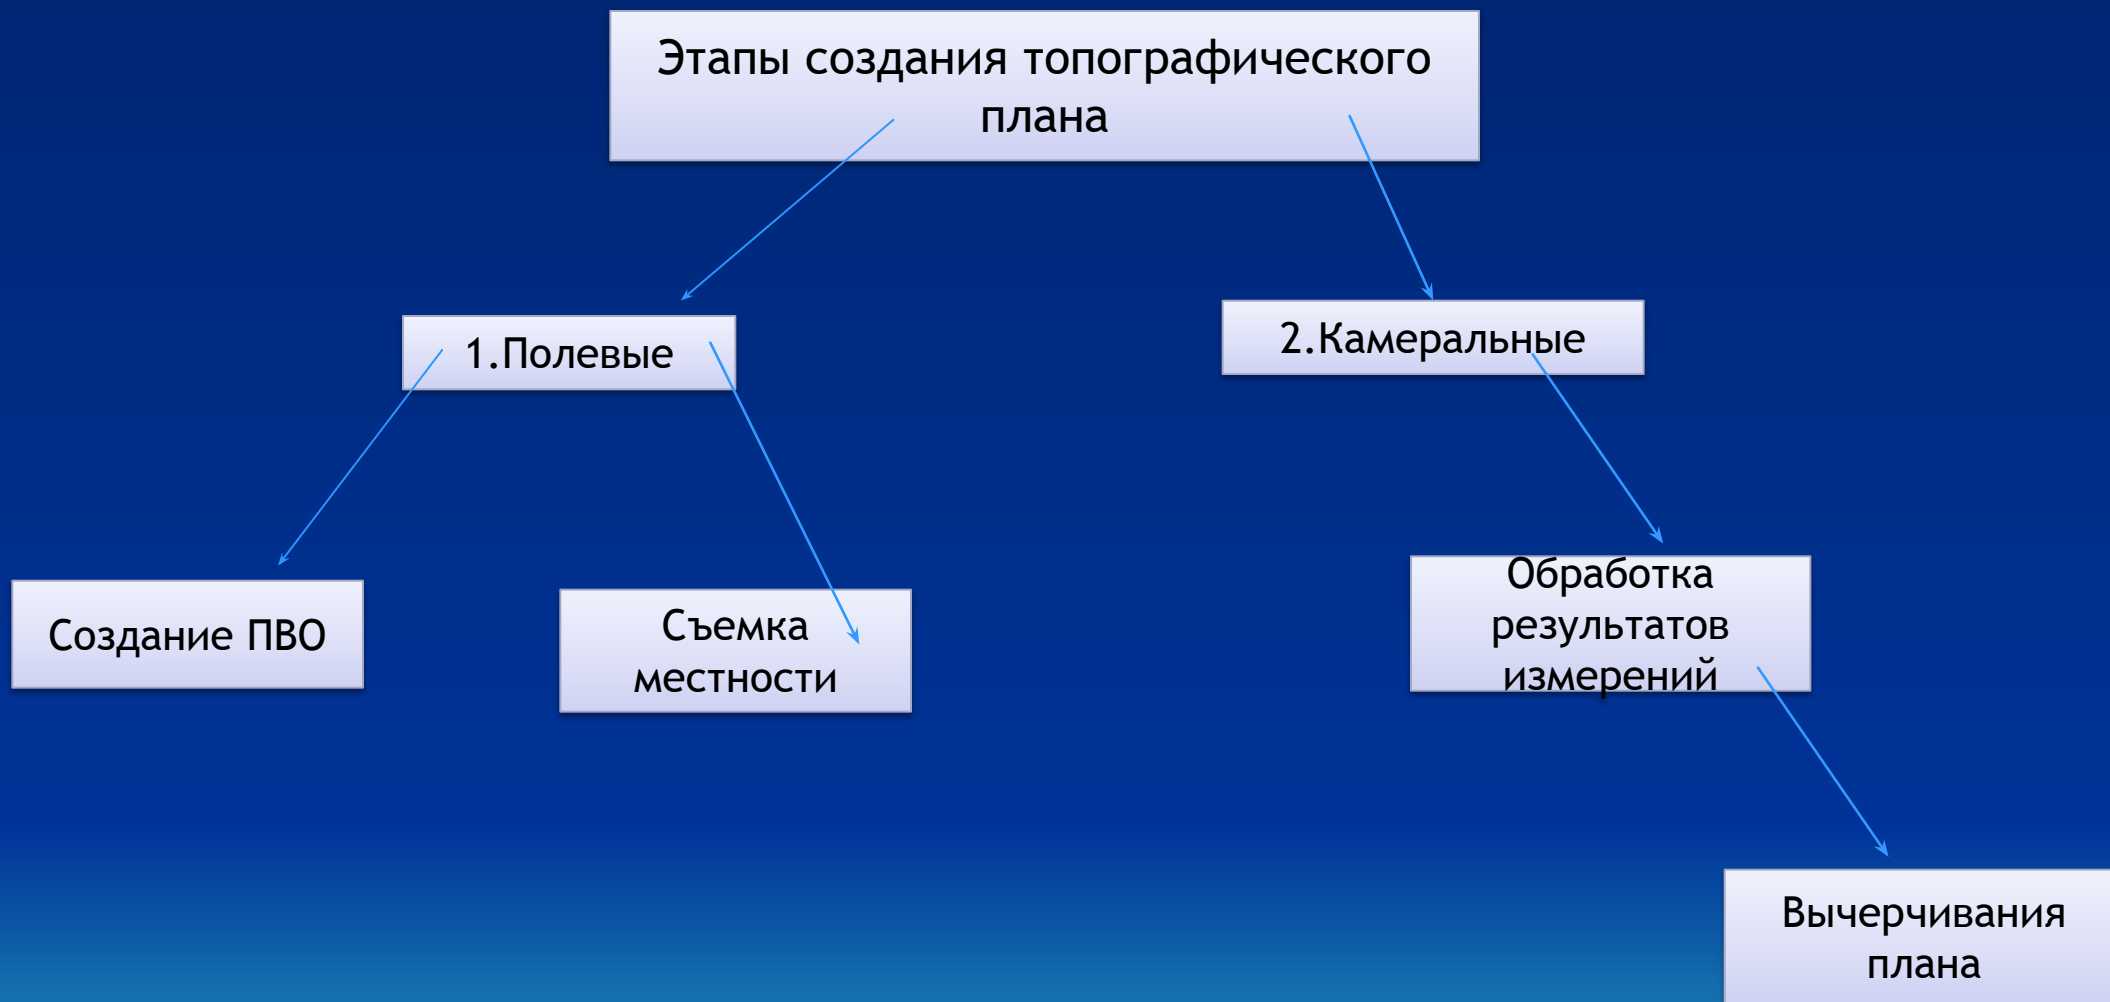 Этапы создания топографического
плана
1.Полевые
2.Камеральные
Создание ПВО
Съемка
местности
Обработка
результатов
измерений
Вычерчивания
плана